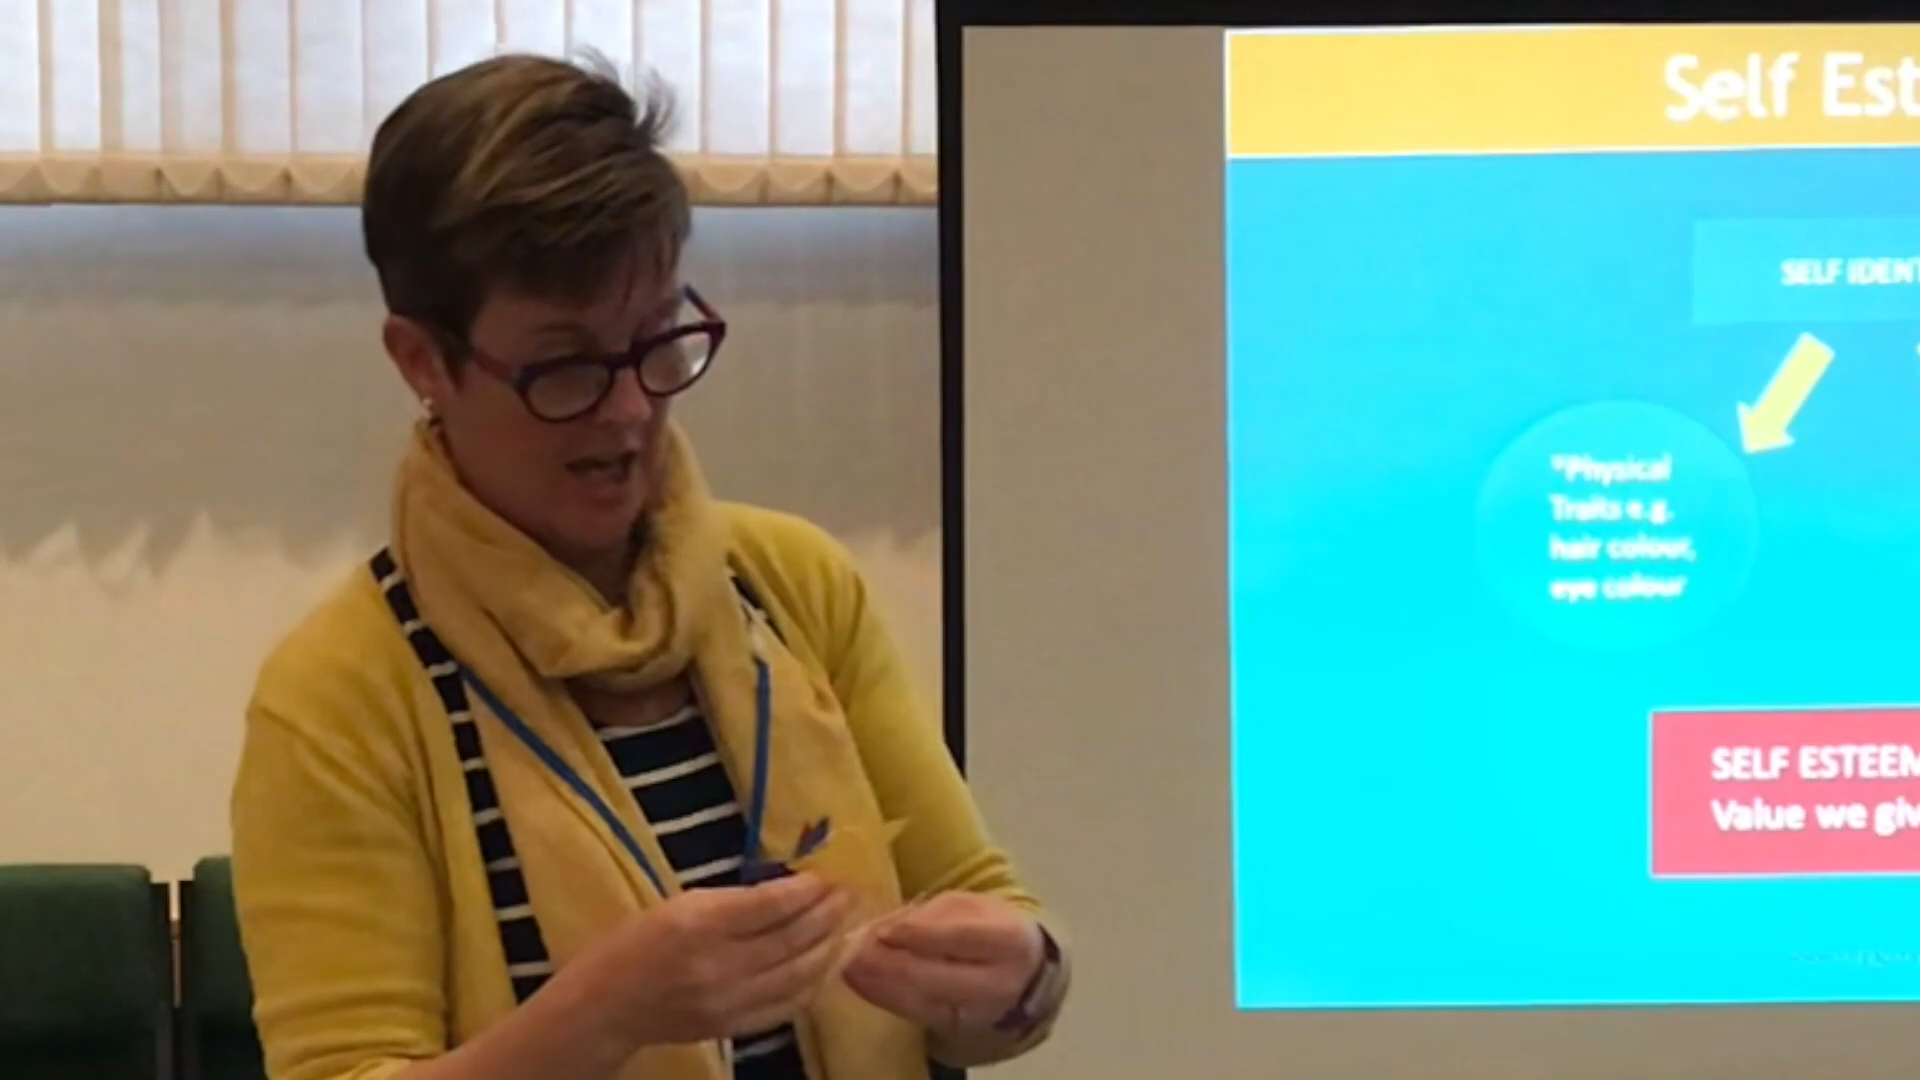 Self Est
SELF IDENT
*Physical
Traits e.g.
hair colour,
eye colour
SELF ESTEEM
Value we giv